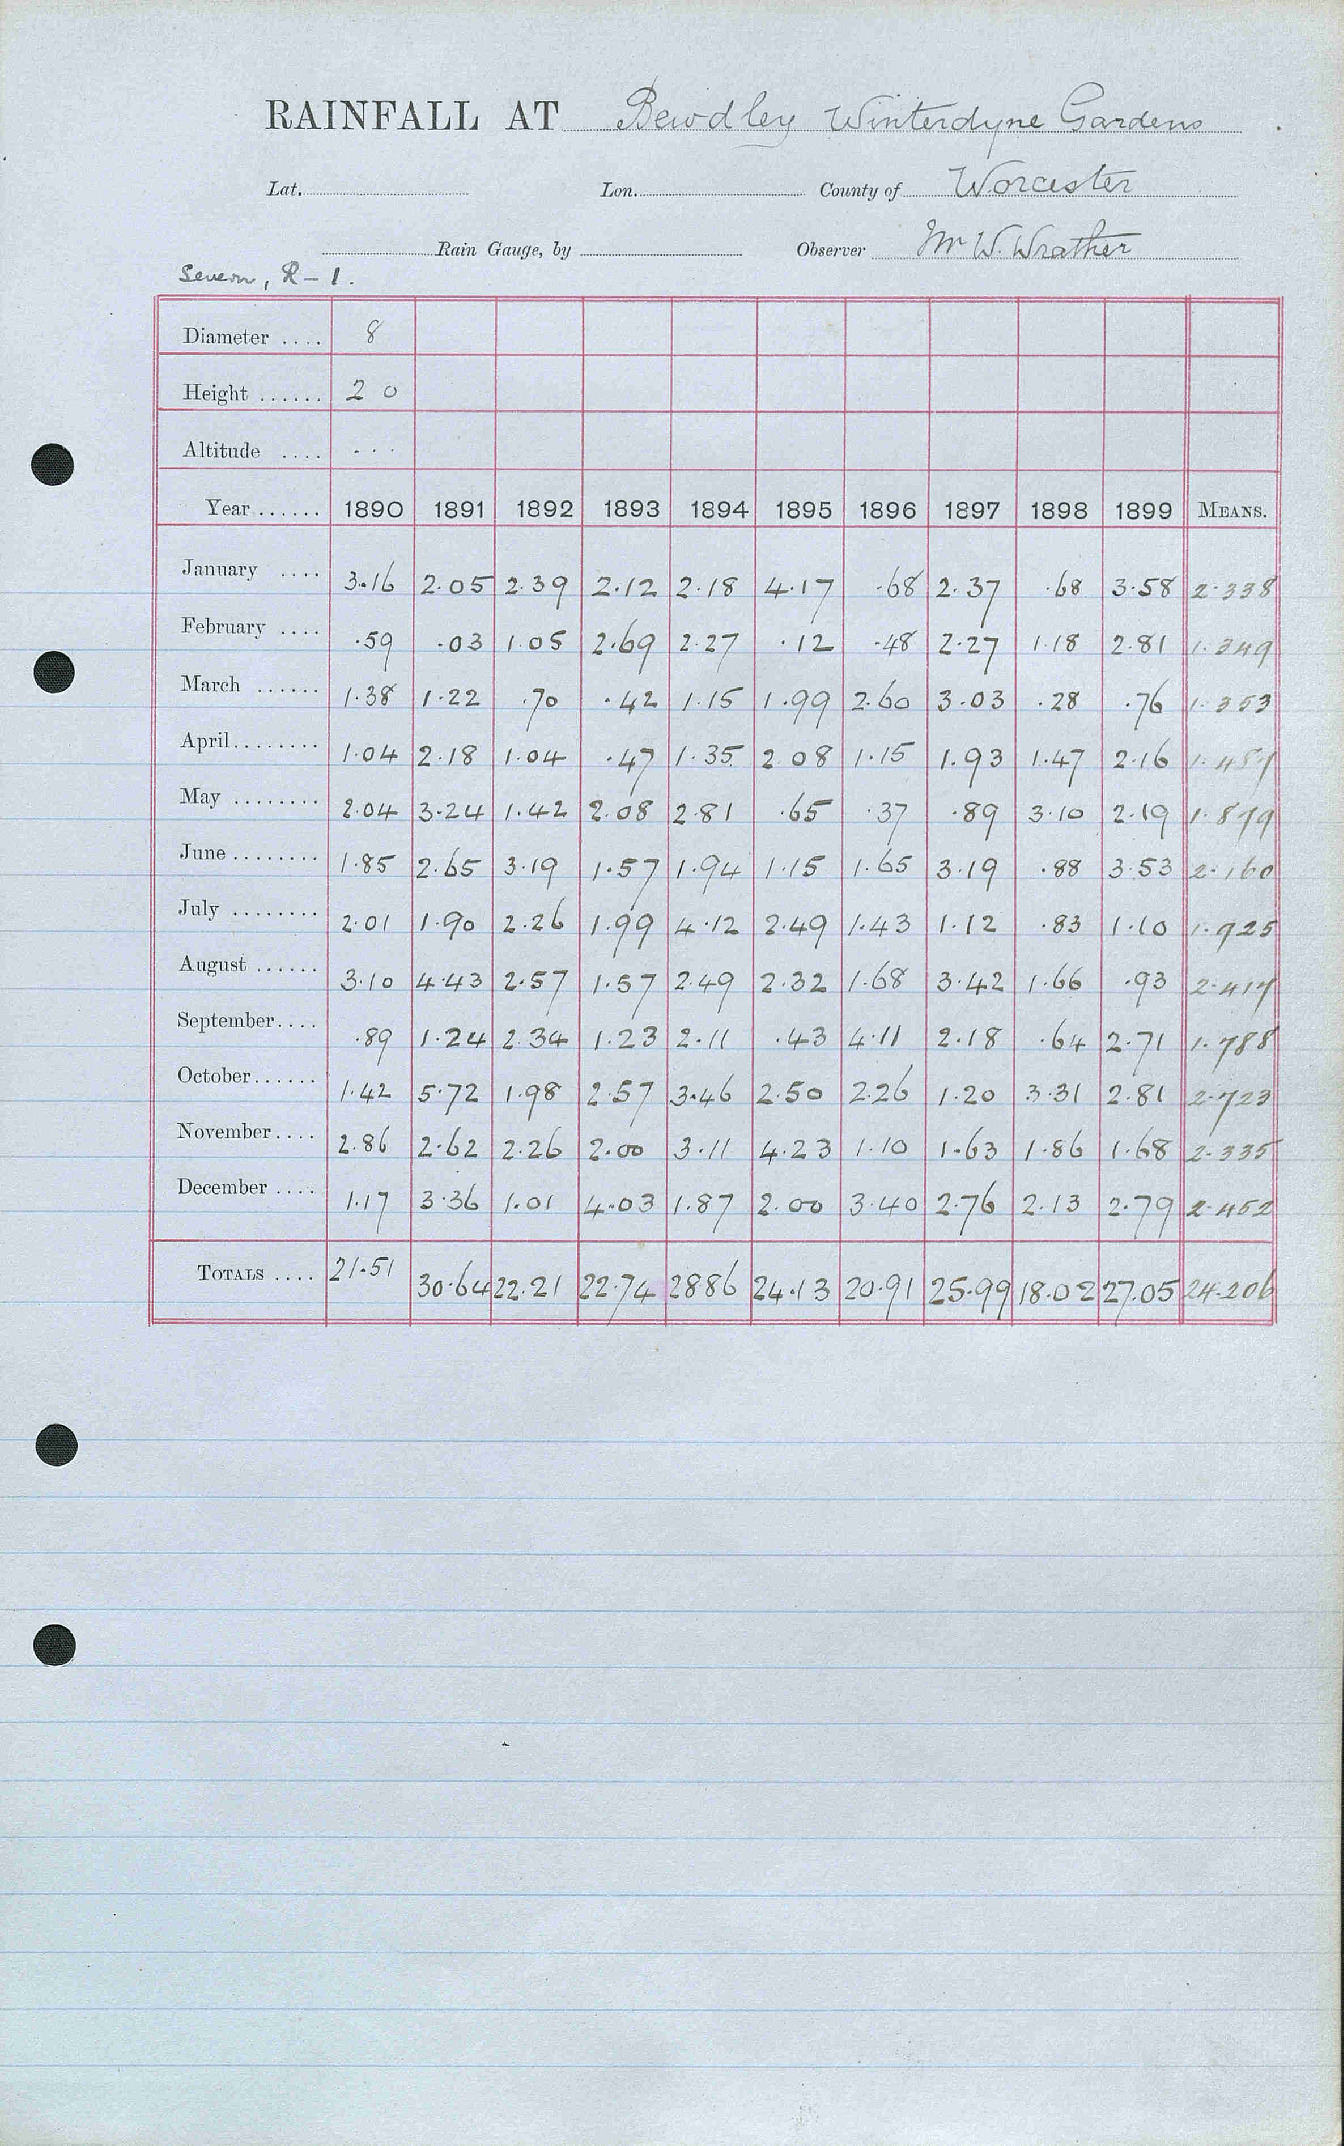 RAINFALL AT Bewdley Winterdyne Gardens
Lat. Lon. County of Worcester
Rain Gauge, by Observer Mr W. Wrather
Severn, R - 1.
Diameter .... 8
Height ...... 2 0
Altitude .... ...
Year ...... 1890 1891 1892 1893 1894 1895 1896 1897 1898 1899 MEANS.
January .... 3.16 2.05 2.39 2.12 2.18 4.17 .68 2.37 .68 3.58 2.338
February .... .59 .03 1.05 2.69 2.27 .12 .48 2.27 1.18 2.81 1.349
March ...... 1.38 1.22 .70 .42 1.15 1.99 2.60 3.03 .28 .76 1.353
April ........ 1.04 2.18 1.04 .47 1.35 2.08 1.15 1.93 1.47 2.16 1.487
May ........ 2.04 3.24 1.42 2.08 2.81 .65 .37 .89 3.10 2.19 1.879
June ........ 1.85 2.65 3.19 1.57 1.94 1.15 1.65 3.19 .88 3.53 2.160
July ........ 2.01 1.90 2.26 1.99 4.12 2.49 1.43 1.12 .83 1.10 1.925
August ...... 3.10 4.43 2.57 1.57 2.49 2.32 1.68 3.42 1.66 .93 2.417
September .... .89 1.24 2.34 1.23 2.11 .43 4.11 2.18 .64 2.71 1.788
October ...... 1.42 5.72 1.98 2.57 3.46 2.50 2.26 1.20 3.31 2.81 2.723
November .... 2.86 2.62 2.26 2.00 3.11 4.23 1.10 1.63 1.86 1.68 2.335
December .... 1.17 3.36 1.01 4.03 1.87 2.00 3.40 2.76 2.13 2.79 2.452
TOTALS .... 21.51 30.64 22.21 22.74 28.86 24.13 20.91 25.99 18.02 27.05 24.206